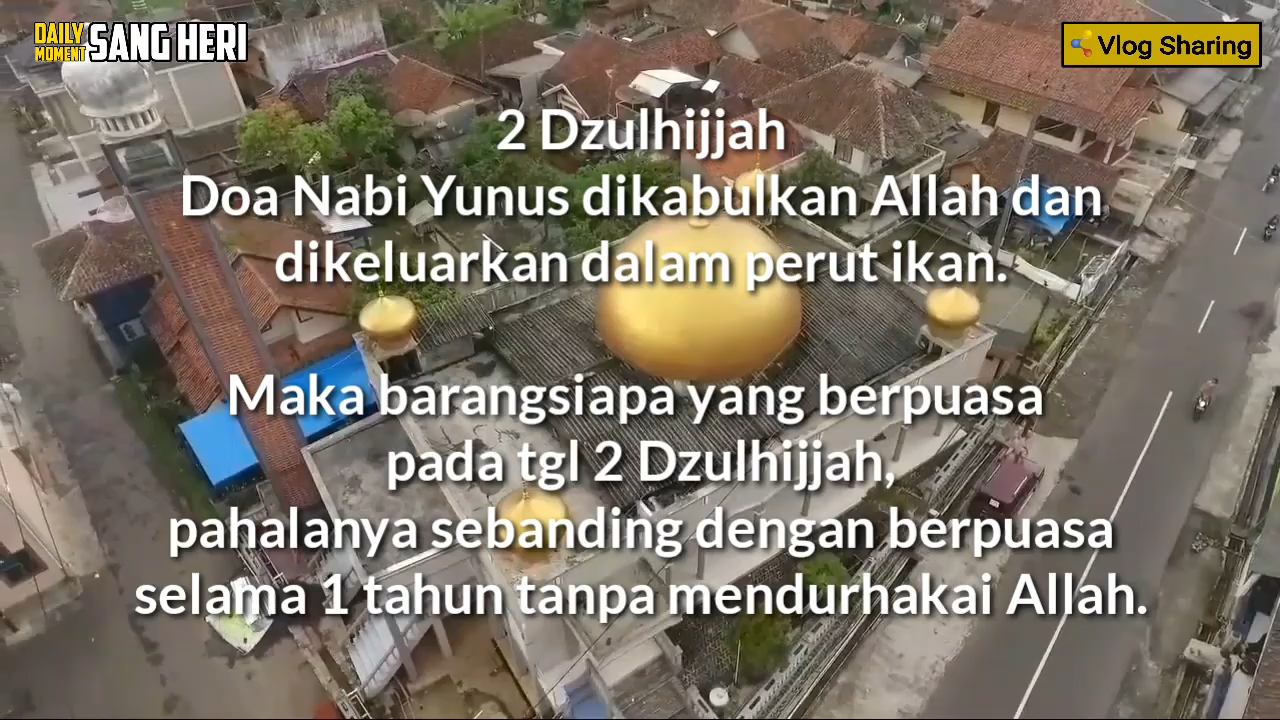 DAILY
MOMENT SANG HERI
Vlog Sharing
2 Dzulhijjah
Doa Nabi Yunus dikabulkan Allah dan
dikeluarkan dalam perut ikan.
Maka barangsiapa yang berpuasa
pada tgl 2 Dzulhijjah,
pahalanya sebanding dengan berpuasa
selama 1 tahun tanpa mendurhakai Allah.